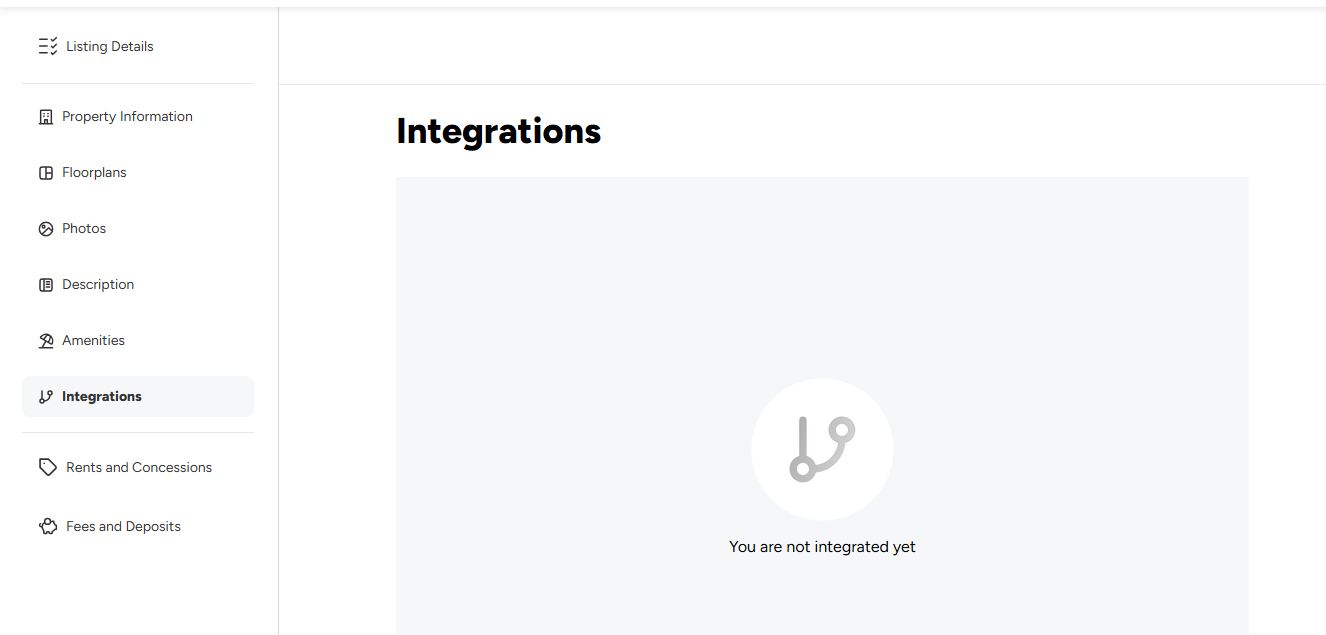 Listing Details
Property Information
Floorplans
Photos
Description
Amenities
Integrations
Rents and Concessions
Fees and Deposits
Integrations
You are not integrated yet